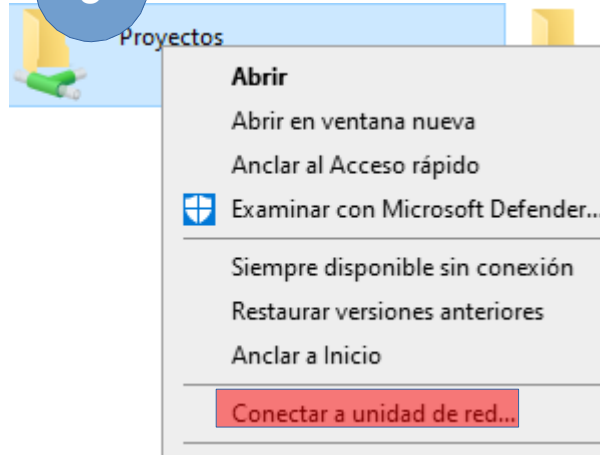 Proyectos
Abrir
Abrir en ventana nueva
Anclar al Acceso rápido
Examinar con Microsoft Defender...
Siempre disponible sin conexión
Restaurar versiones anteriores
Anclar a Inicio
Conectar a unidad de red...